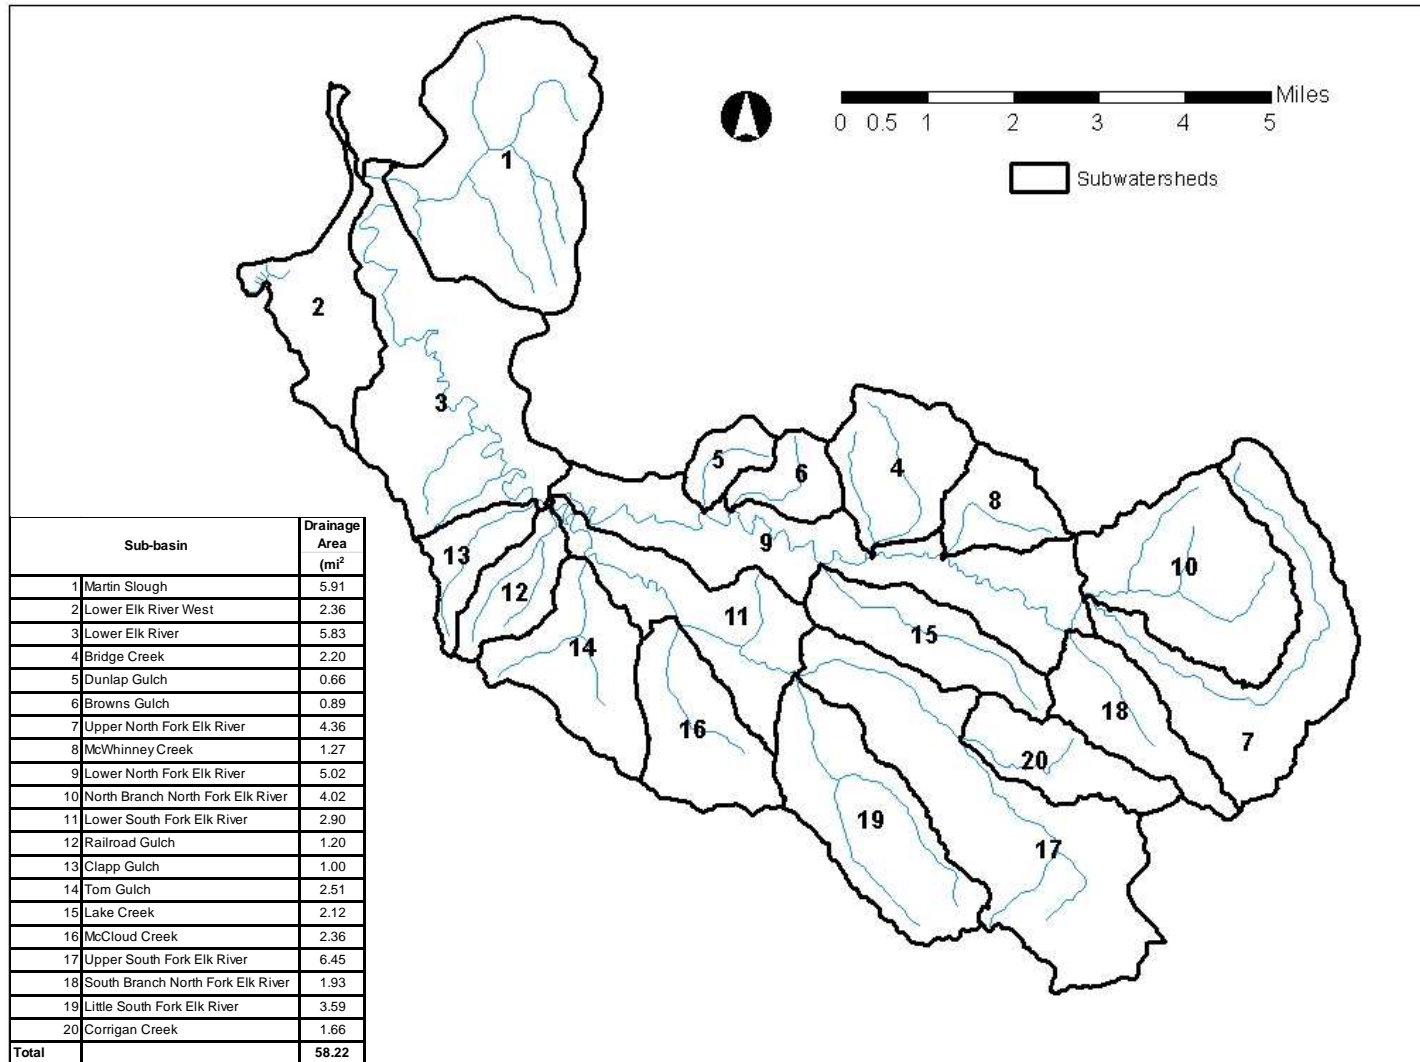 Miles
0 0.5 1 2 3 4 5
Subwatersheds
1
2
3
5
6
4
8
9
10
13
12
11
15
14
16
18
7
20
19
17
Sub-basin Drainage Area (mi²
1 Martin Slough 5.91
2 Lower Elk River West 2.36
3 Lower Elk River 5.83
4 Bridge Creek 2.20
5 Dunlap Gulch 0.66
6 Browns Gulch 0.89
7 Upper North Fork Elk River 4.36
8 McWhinney Creek 1.27
9 Lower North Fork Elk River 5.02
10 North Branch North Fork Elk River 4.02
11 Lower South Fork Elk River 2.90
12 Railroad Gulch 1.20
13 Clapp Gulch 1.00
14 Tom Gulch 2.51
15 Lake Creek 2.12
16 McCloud Creek 2.36
17 Upper South Fork Elk River 6.45
18 South Branch North Fork Elk River 1.93
19 Little South Fork Elk River 3.59
20 Corrigan Creek 1.66
Total 58.22